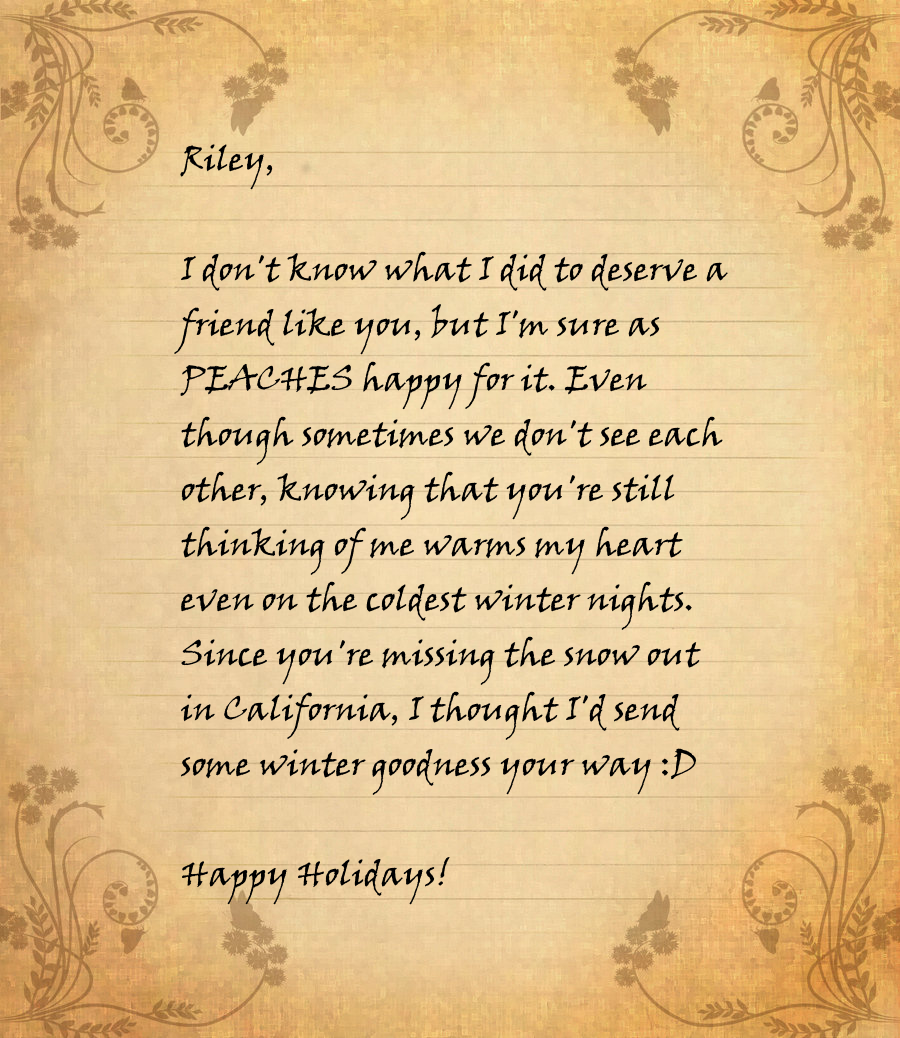 Riley,
I don't know what I did to deserve a
friend like you, but I'm sure as
PEACHES happy for it. Even
though sometimes we don't see each
other, knowing that you're still
thinking of me warms my heart
even on the coldest winter nights.
Since you're missing the snow out
in California, I thought I'd send
some winter goodness your way :D
Happy Holidays!